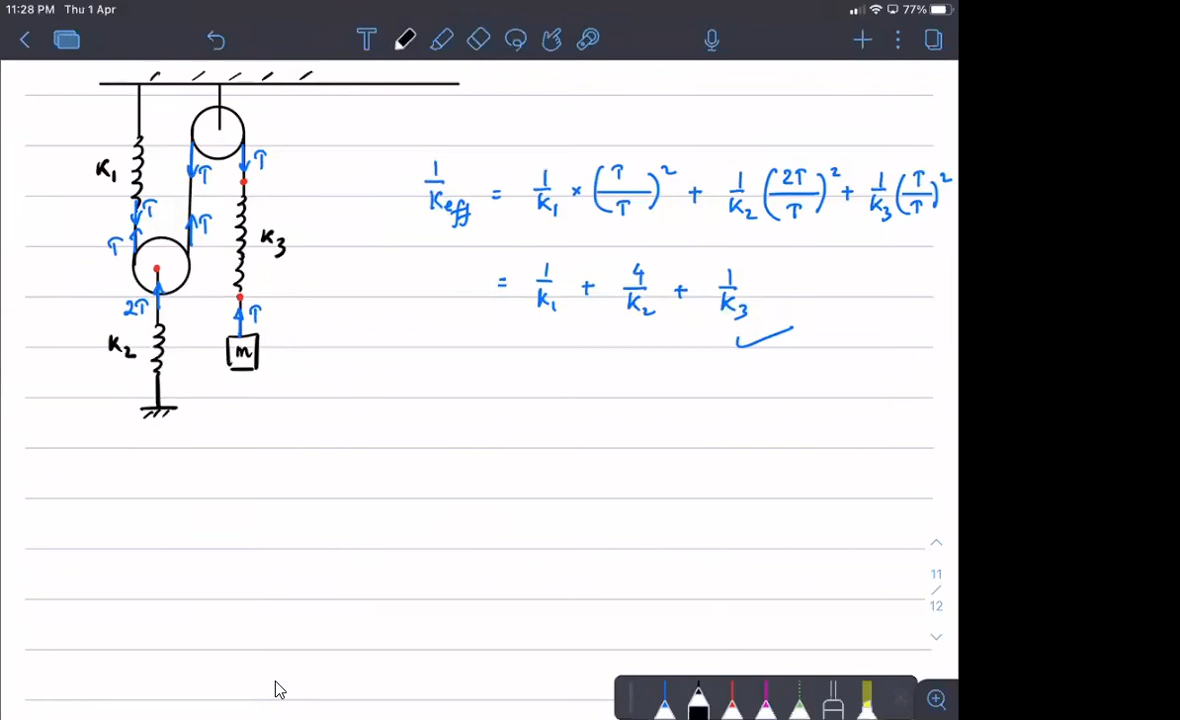 11:28 PM Thu 1 Apr
77%
T
K1
T
T
T
T
T
K3
2T
T
K2
m
1/Keff = 1/K1 × (T/T)² + 1/K2 (2T/T)² + 1/K3 (T/T)²
= 1/K1 + 4/K2 + 1/K3
11
/
12